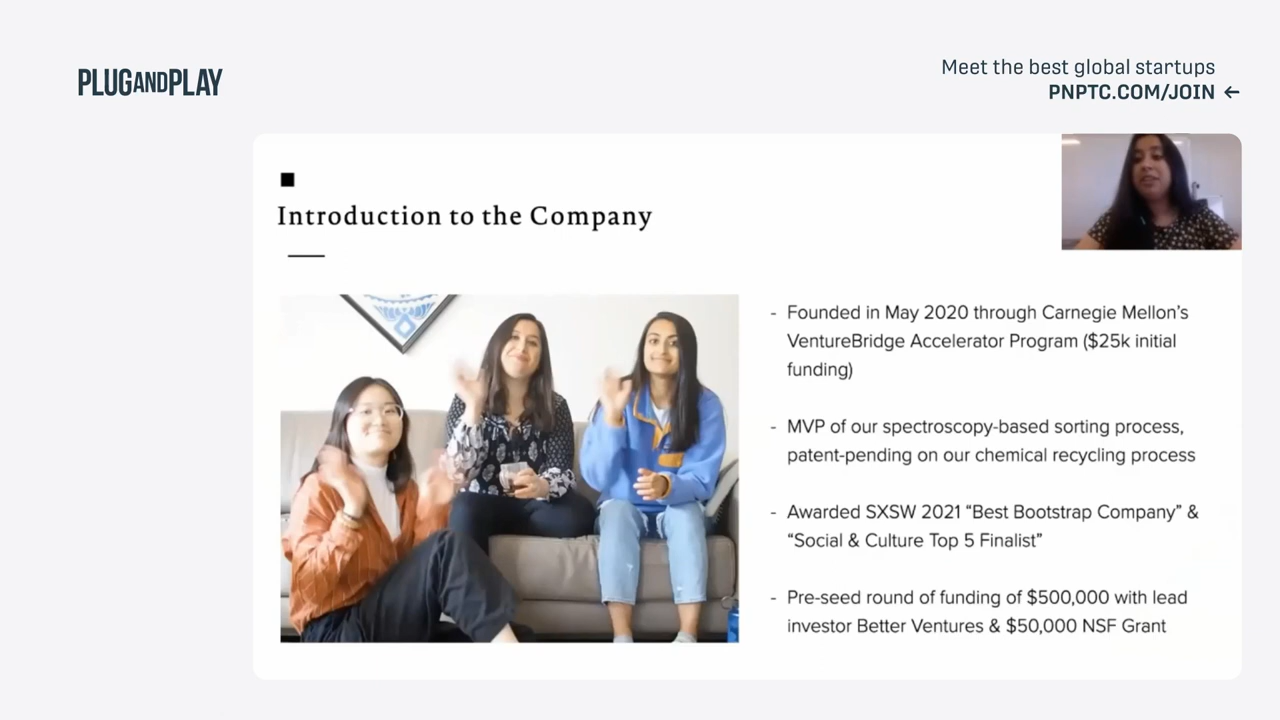 PLUGANDPLAY
Meet the best global startups
PNPTC.COM/JOIN ←
Introduction to the Company
- Founded in May 2020 through Carnegie Mellon’s
VentureBridge Accelerator Program ($25k initial
funding)
- MVP of our spectroscopy-based sorting process,
patent-pending on our chemical recycling process
- Awarded SXSW 2021 “Best Bootstrap Company” &
“Social & Culture Top 5 Finalist”
- Pre-seed round of funding of $500,000 with lead
investor Better Ventures & $50,000 NSF Grant